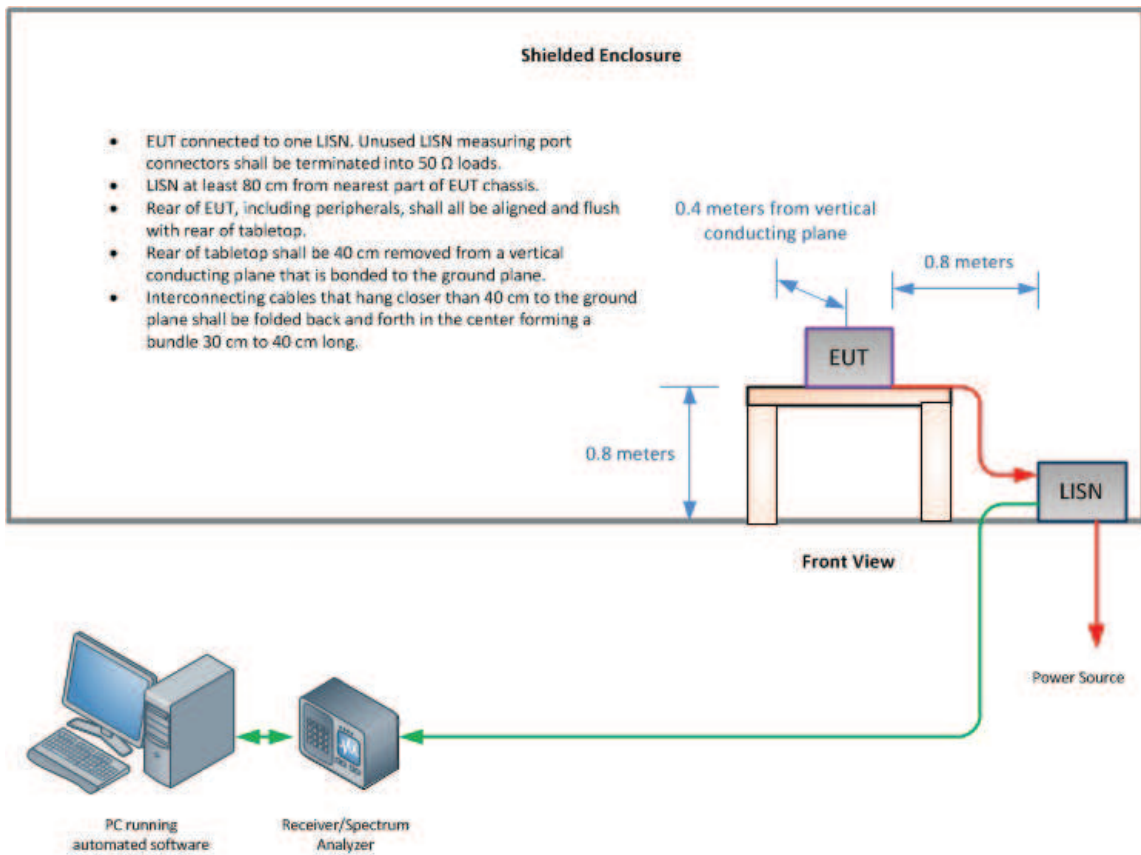 Shielded Enclosure
• EUT connected to one LISN. Unused LISN measuring port
connectors shall be terminated into 50 Ω loads.
• LISN at least 80 cm from nearest part of EUT chassis.
• Rear of EUT, including peripherals, shall all be aligned and flush
with rear of tabletop.
• Rear of tabletop shall be 40 cm removed from a vertical
conducting plane that is bonded to the ground plane.
• Interconnecting cables that hang closer than 40 cm to the ground
plane shall be folded back and forth in the center forming a
bundle 30 cm to 40 cm long.
0.4 meters from vertical
conducting plane
0.8 meters
EUT
0.8 meters
LISN
Front View
Power Source
PC running
automated software
Receiver/Spectrum
Analyzer